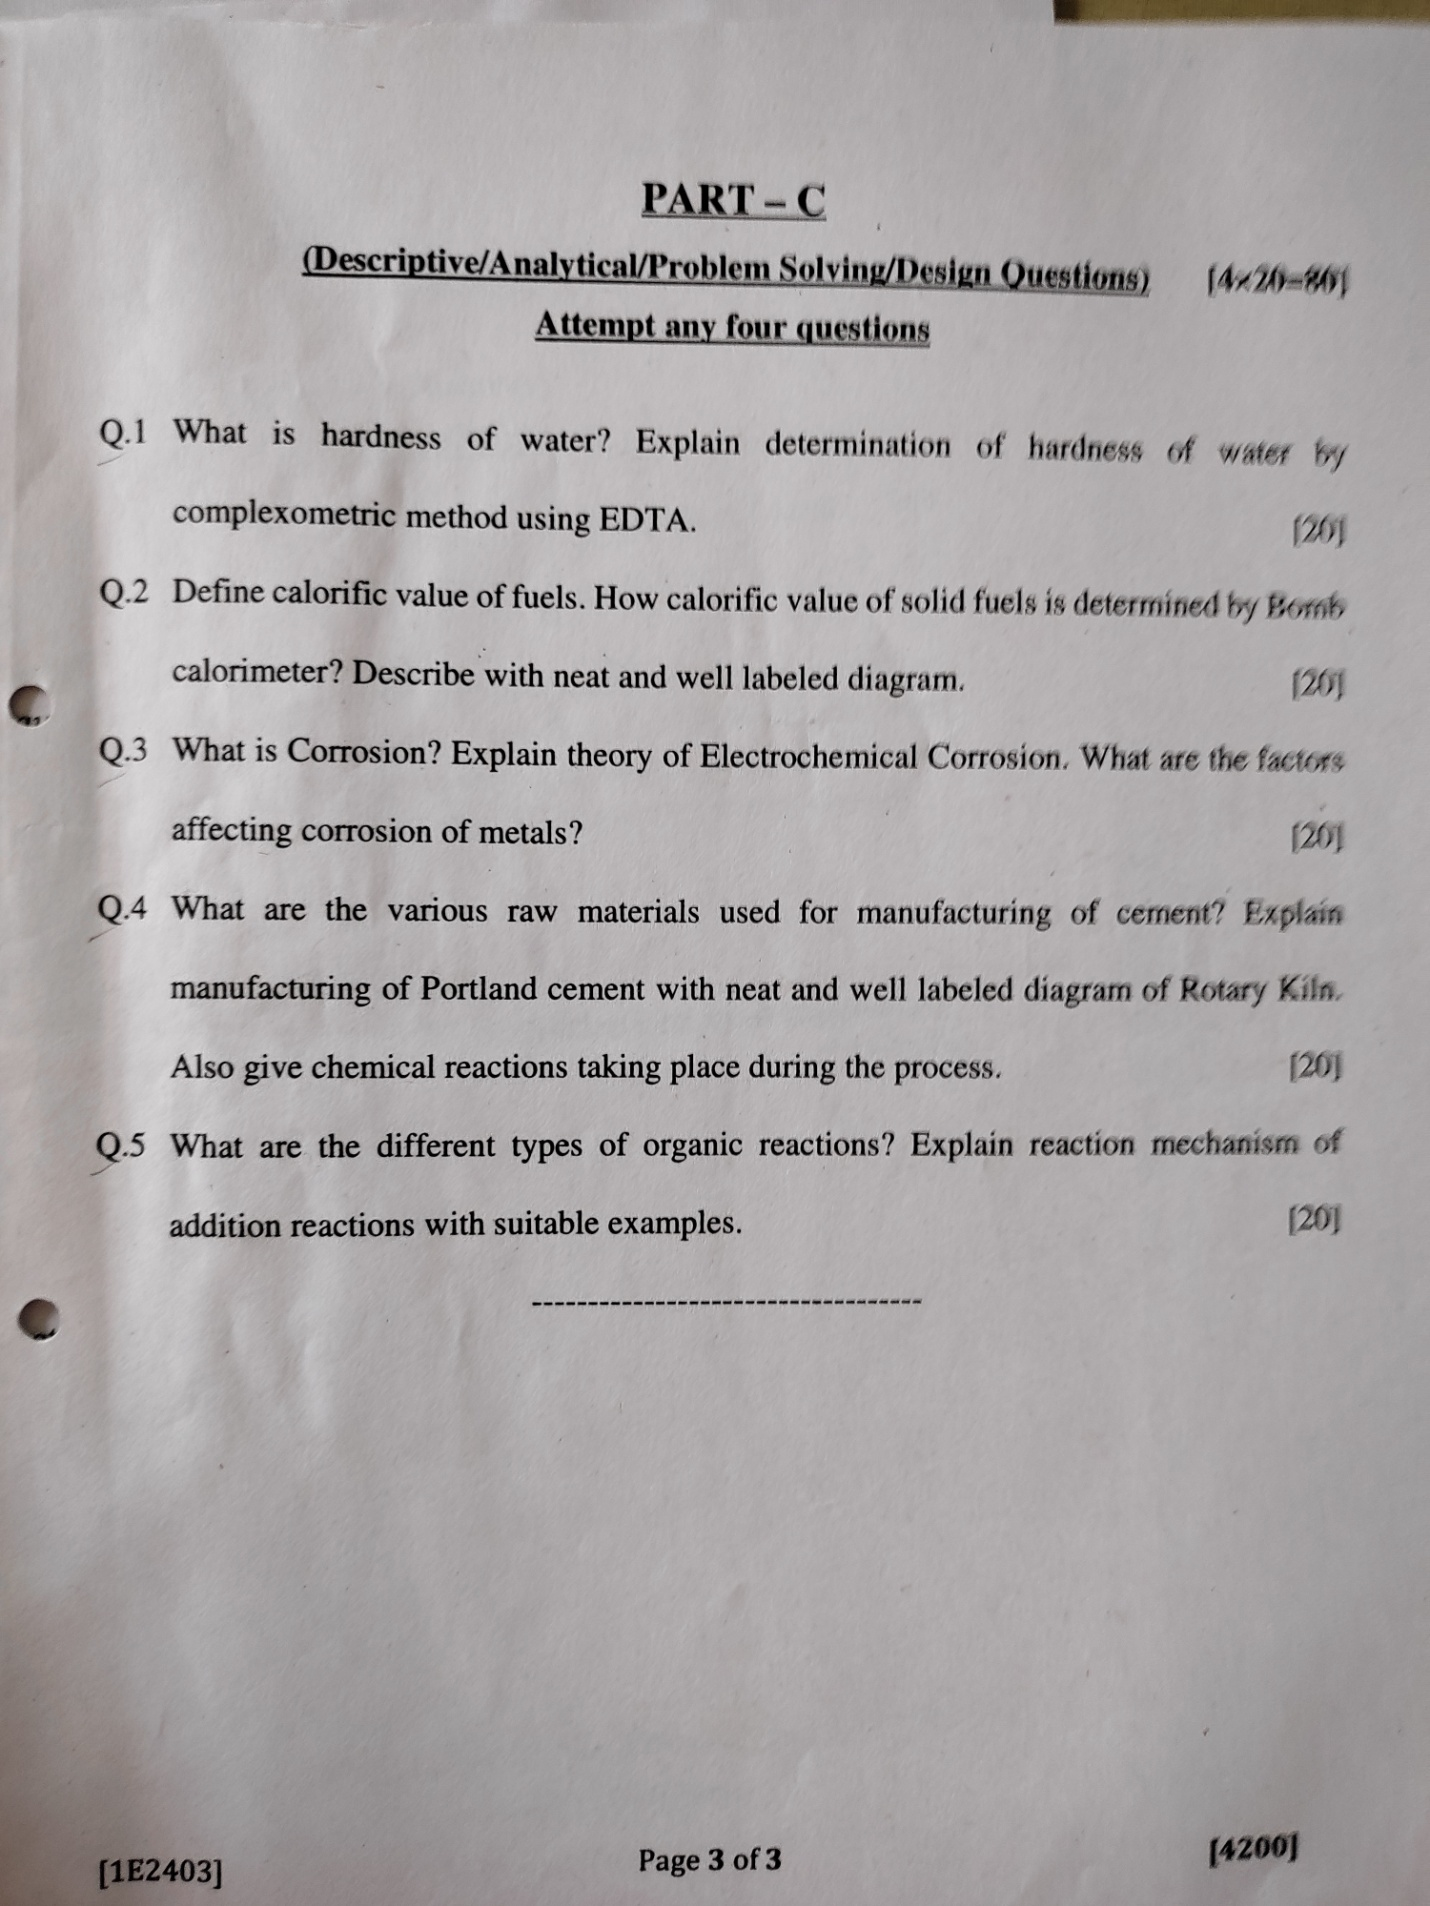 PART – C
(Descriptive/Analytical/Problem Solving/Design Questions) [4×20=80]
Attempt any four questions
Q.1 What is hardness of water? Explain determination of hardness of water by
complexometric method using EDTA. [20]
Q.2 Define calorific value of fuels. How calorific value of solid fuels is determined by Bomb
calorimeter? Describe with neat and well labeled diagram. [20]
Q.3 What is Corrosion? Explain theory of Electrochemical Corrosion. What are the factors
affecting corrosion of metals? [20]
Q.4 What are the various raw materials used for manufacturing of cement? Explain
manufacturing of Portland cement with neat and well labeled diagram of Rotary Kiln.
Also give chemical reactions taking place during the process. [20]
Q.5 What are the different types of organic reactions? Explain reaction mechanism of
addition reactions with suitable examples. [20]
-----------------------------------
[1E2403] Page 3 of 3 [4200]